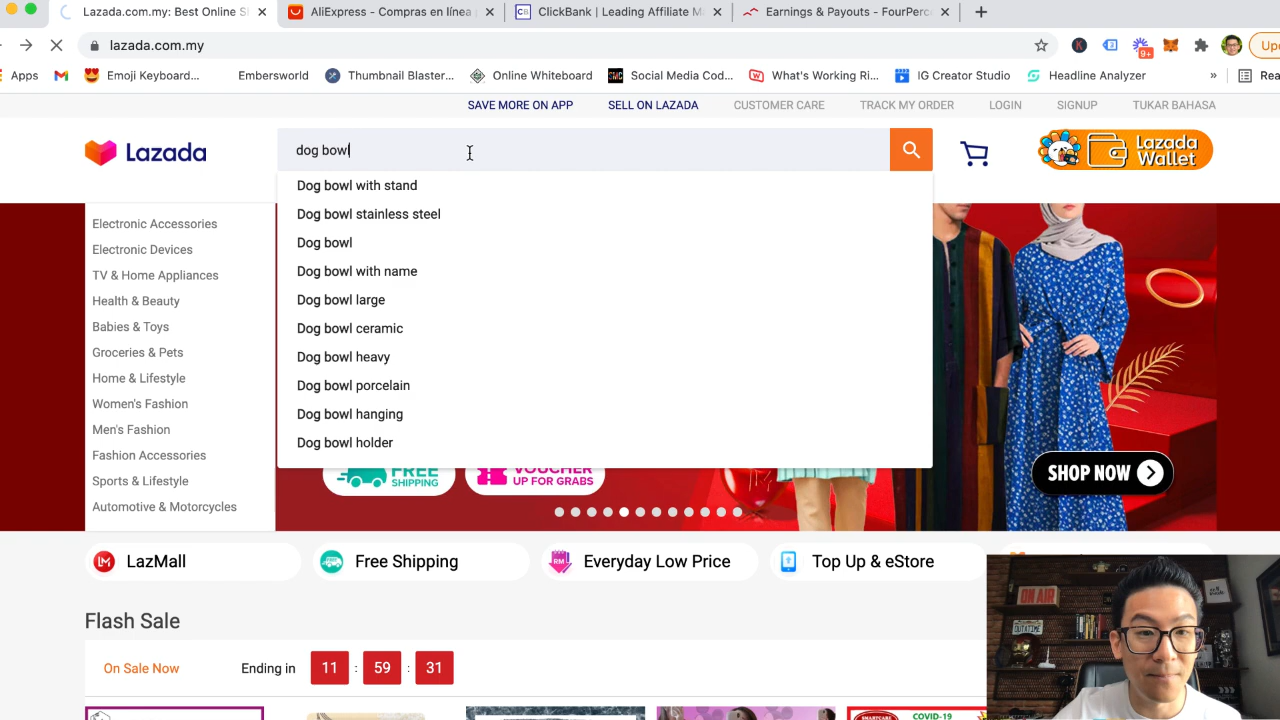 Lazada.com.my: Best Online S
AliExpress - Compras en línea
ClickBank | Leading Affiliate M
Earnings & Payouts - FourPerc
lazada.com.my
9+
Apps
Emoji Keyboard...
Embersworld
Thumbnail Blaster...
Online Whiteboard
Social Media Cod...
What's Working Ri...
IG Creator Studio
Headline Analyzer
»
SAVE MORE ON APP
SELL ON LAZADA
CUSTOMER CARE
TRACK MY ORDER
LOGIN
SIGNUP
TUKAR BAHASA
Lazada
dog bowl
Lazada
Wallet
Dog bowl with stand
Dog bowl stainless steel
Dog bowl
Dog bowl with name
Dog bowl large
Dog bowl ceramic
Dog bowl heavy
Dog bowl porcelain
Dog bowl hanging
Dog bowl holder
Electronic Accessories
Electronic Devices
TV & Home Appliances
Health & Beauty
Babies & Toys
Groceries & Pets
Home & Lifestyle
Women's Fashion
Men's Fashion
Fashion Accessories
Sports & Lifestyle
Automotive & Motorcycles
FREE
SHIPPING
VOUCHER
UP FOR GRABS
SHOP NOW
LazMall
Free Shipping
Everyday Low Price
Top Up & eStore
Flash Sale
On Sale Now
Ending in
11 : 59 : 31
COVID-19
ON AIR